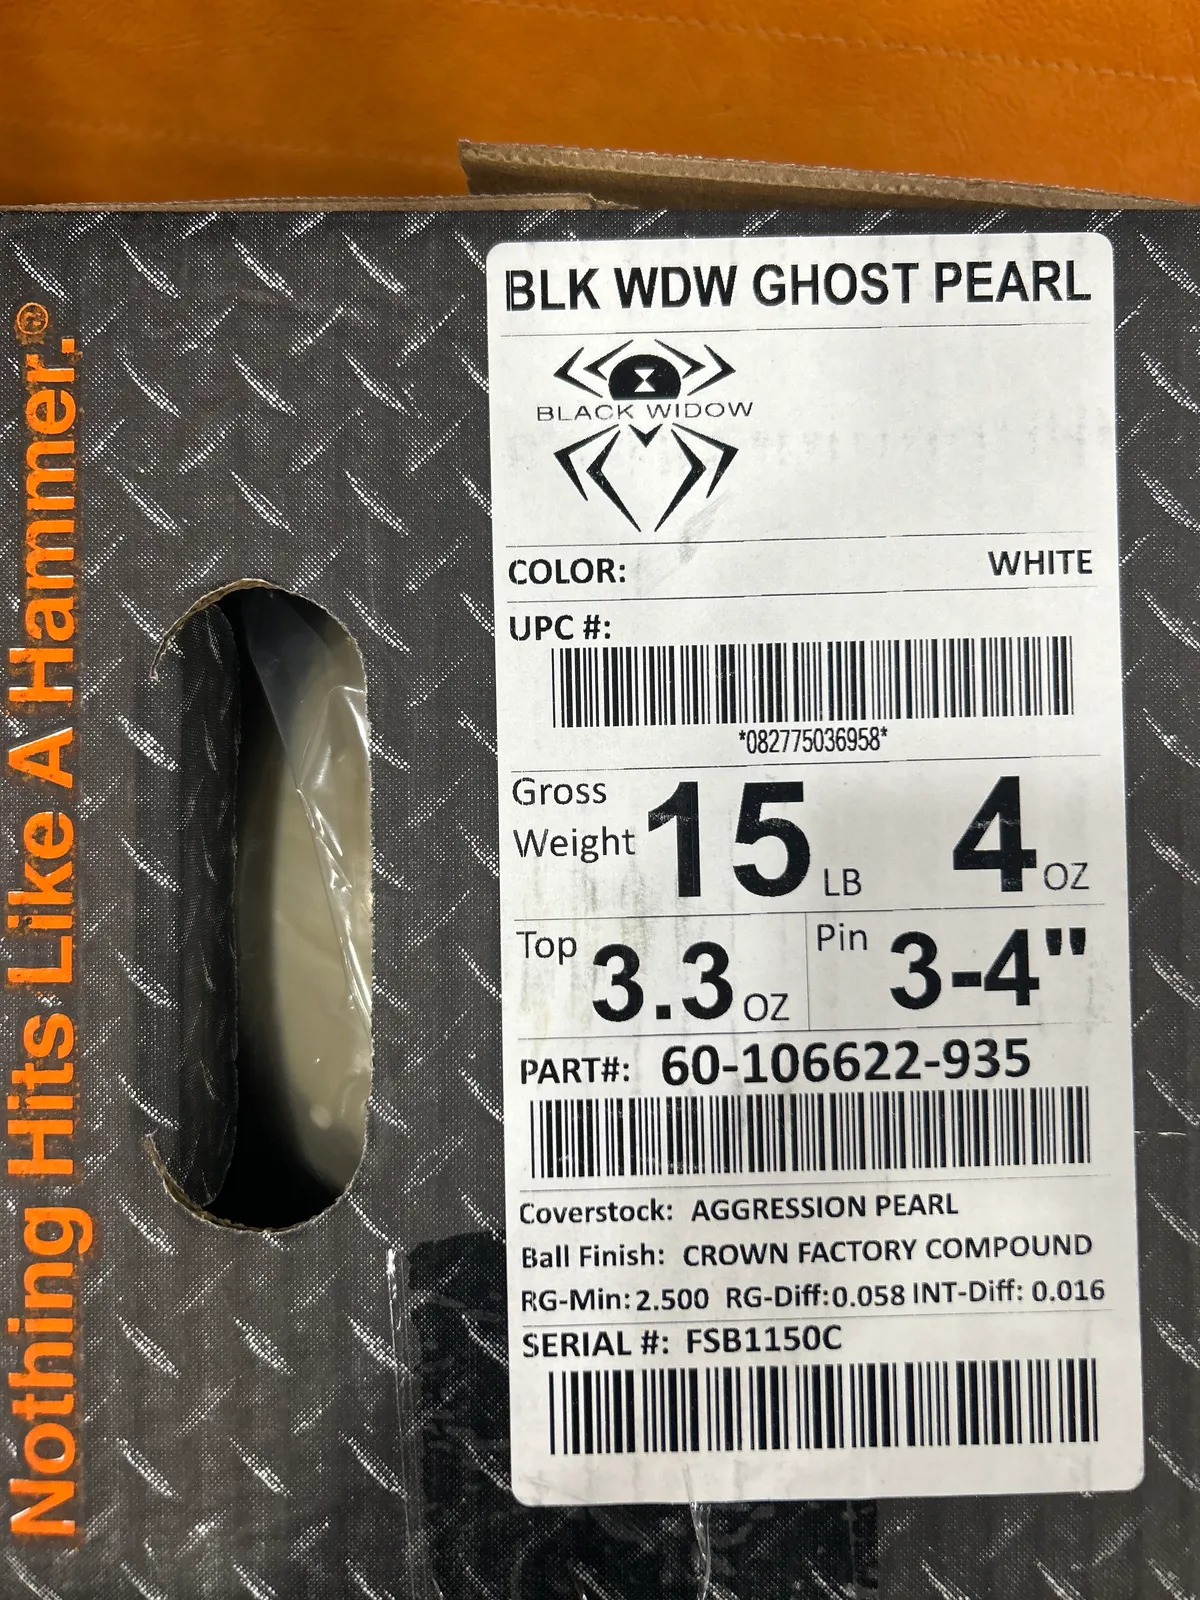 Nothing Hits Like A Hammer.®
BLK WDW GHOST PEARL
BLACK WIDOW
COLOR: WHITE
UPC #:
*082775036958*
Gross Weight 15 LB 4 OZ
Top 3.3 OZ Pin 3-4"
PART#: 60-106622-935
Coverstock: AGGRESSION PEARL
Ball Finish: CROWN FACTORY COMPOUND
RG-Min: 2.500 RG-Diff: 0.058 INT-Diff: 0.016
SERIAL #: FSB1150C